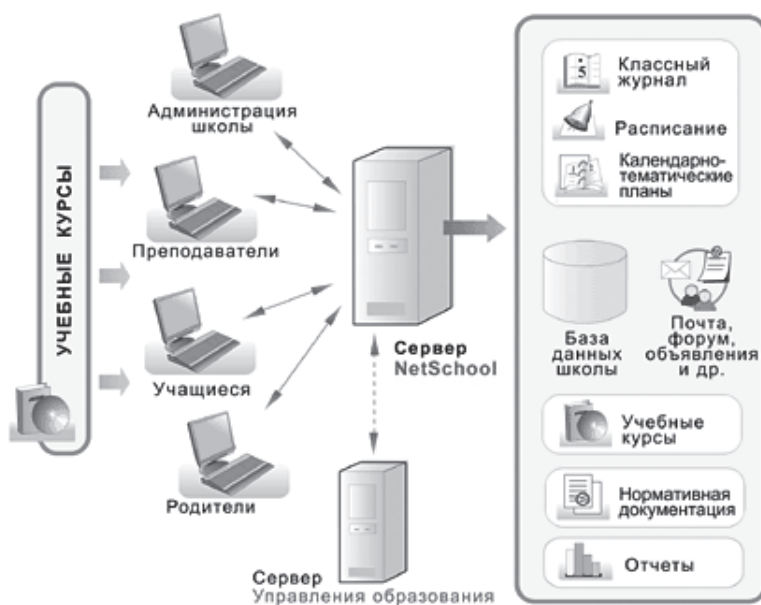 УЧЕБНЫЕ КУРСЫ
Администрация
школы
Преподаватели
Учащиеся
Родители
Сервер
NetSchool
Сервер
Управления образования
5
Классный
журнал
Расписание
Календарно-
тематические
планы
База
данных
школы
Почта,
форум,
объявления
и др.
Учебные
курсы
Нормативная
документация
Отчеты